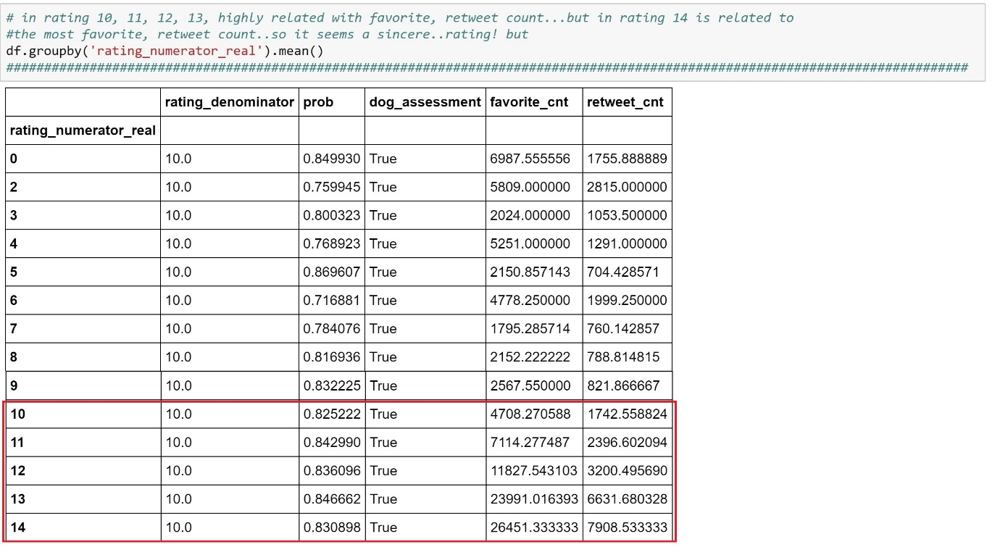 # in rating 10, 11, 12, 13, highly related with favorite, retweet count...but in rating 14 is related to
#the most favorite, retweet count..so it seems a sincere..rating! but
df.groupby('rating_numerator_real').mean()
################################################################################################################################
rating_denominator prob dog_assessment favorite_cnt retweet_cnt
rating_numerator_real
0 10.0 0.849930 True 6987.555556 1755.888889
2 10.0 0.759945 True 5809.000000 2815.000000
3 10.0 0.800323 True 2024.000000 1053.500000
4 10.0 0.768923 True 5251.000000 1291.000000
5 10.0 0.869607 True 2150.857143 704.428571
6 10.0 0.716881 True 4778.250000 1999.250000
7 10.0 0.784076 True 1795.285714 760.142857
8 10.0 0.816936 True 2152.222222 788.814815
9 10.0 0.832225 True 2567.550000 821.866667
10 10.0 0.825222 True 4708.270588 1742.558824
11 10.0 0.842990 True 7114.277487 2396.602094
12 10.0 0.836096 True 11827.543103 3200.495690
13 10.0 0.846662 True 23991.016393 6631.680328
14 10.0 0.830898 True 26451.333333 7908.533333